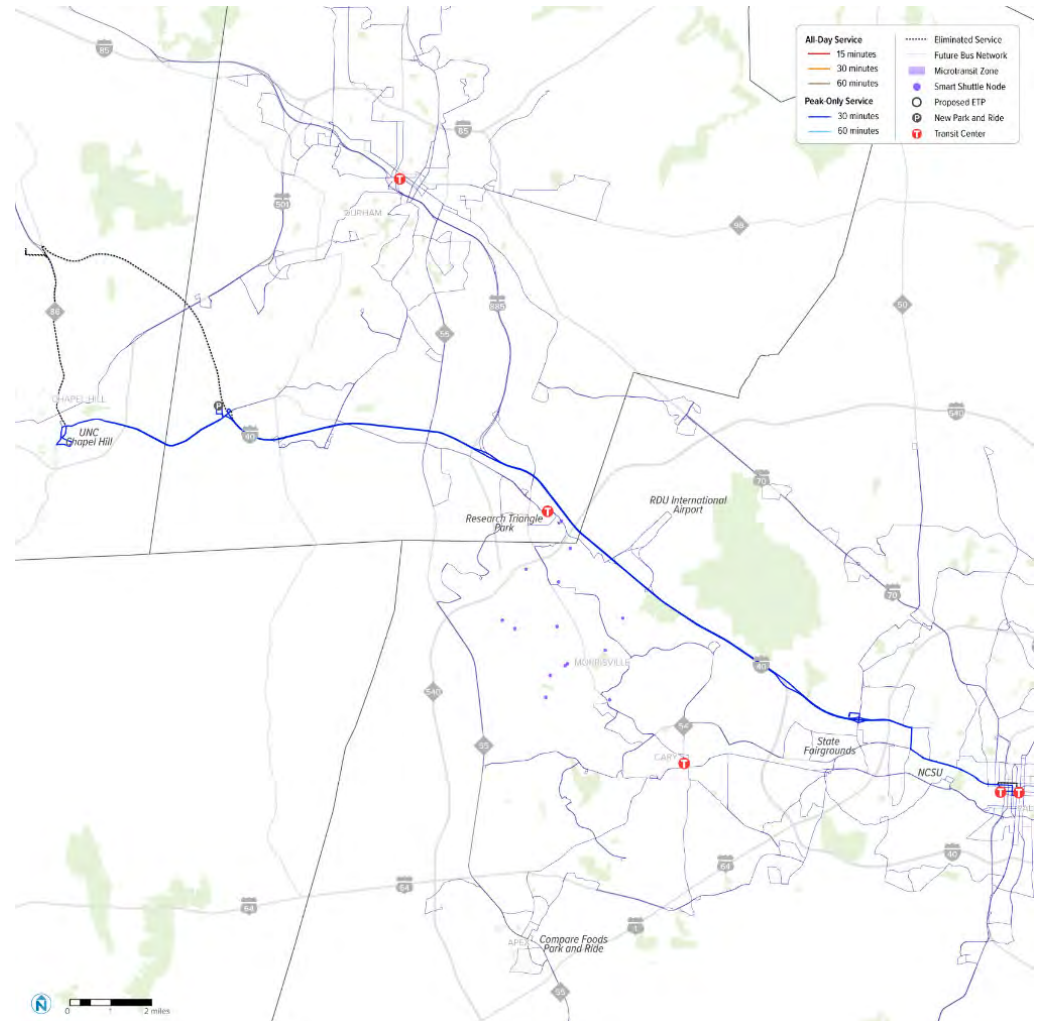 All-Day Service
15 minutes
30 minutes
60 minutes
Peak-Only Service
30 minutes
60 minutes
Eliminated Service
Future Bus Network
Microtransit Zone
Smart Shuttle Node
Proposed ETP
New Park and Ride
Transit Center
85
85
T
501
DURHAM
98
885
50
86
55
CHAPEL HILL
P
540
UNC
Chapel Hill
40
70
RDU International
Airport
T
Research Triangle
Park
70
MORRISVILLE
40
540
54
State
Fairgrounds
55
CARY
T
NCSU
T
T
40
64
64
64
1
Compare Foods
Park and Ride
APEX
55
N
0
1
2 miles